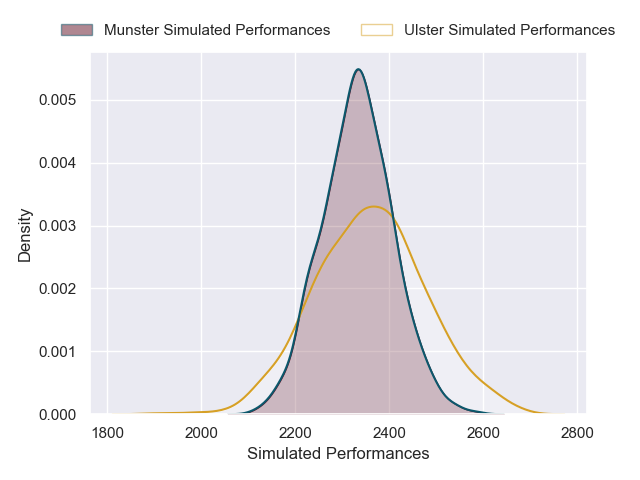 Munster Simulated Performances Ulster Simulated Performances
0.005
0.004
0.003
0.002
0.001
0.000
Density
1800 2000 2200 2400 2600 2800
Simulated Performances